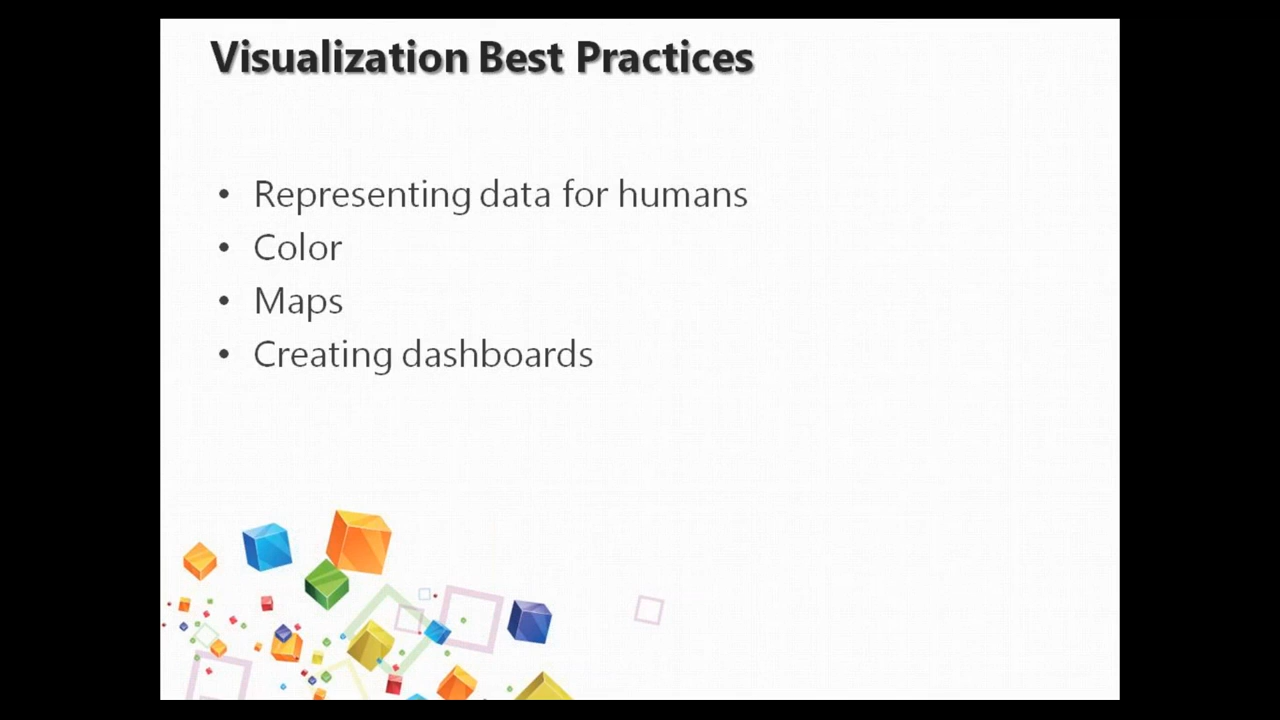 Visualization Best Practices
• Representing data for humans
• Color
• Maps
• Creating dashboards